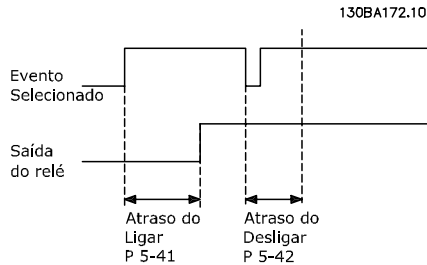 130BA172.10
Evento
Selecionado
Saída
do relé
Atraso do
Ligar
P 5-41
Atraso do
Desligar
P 5-42